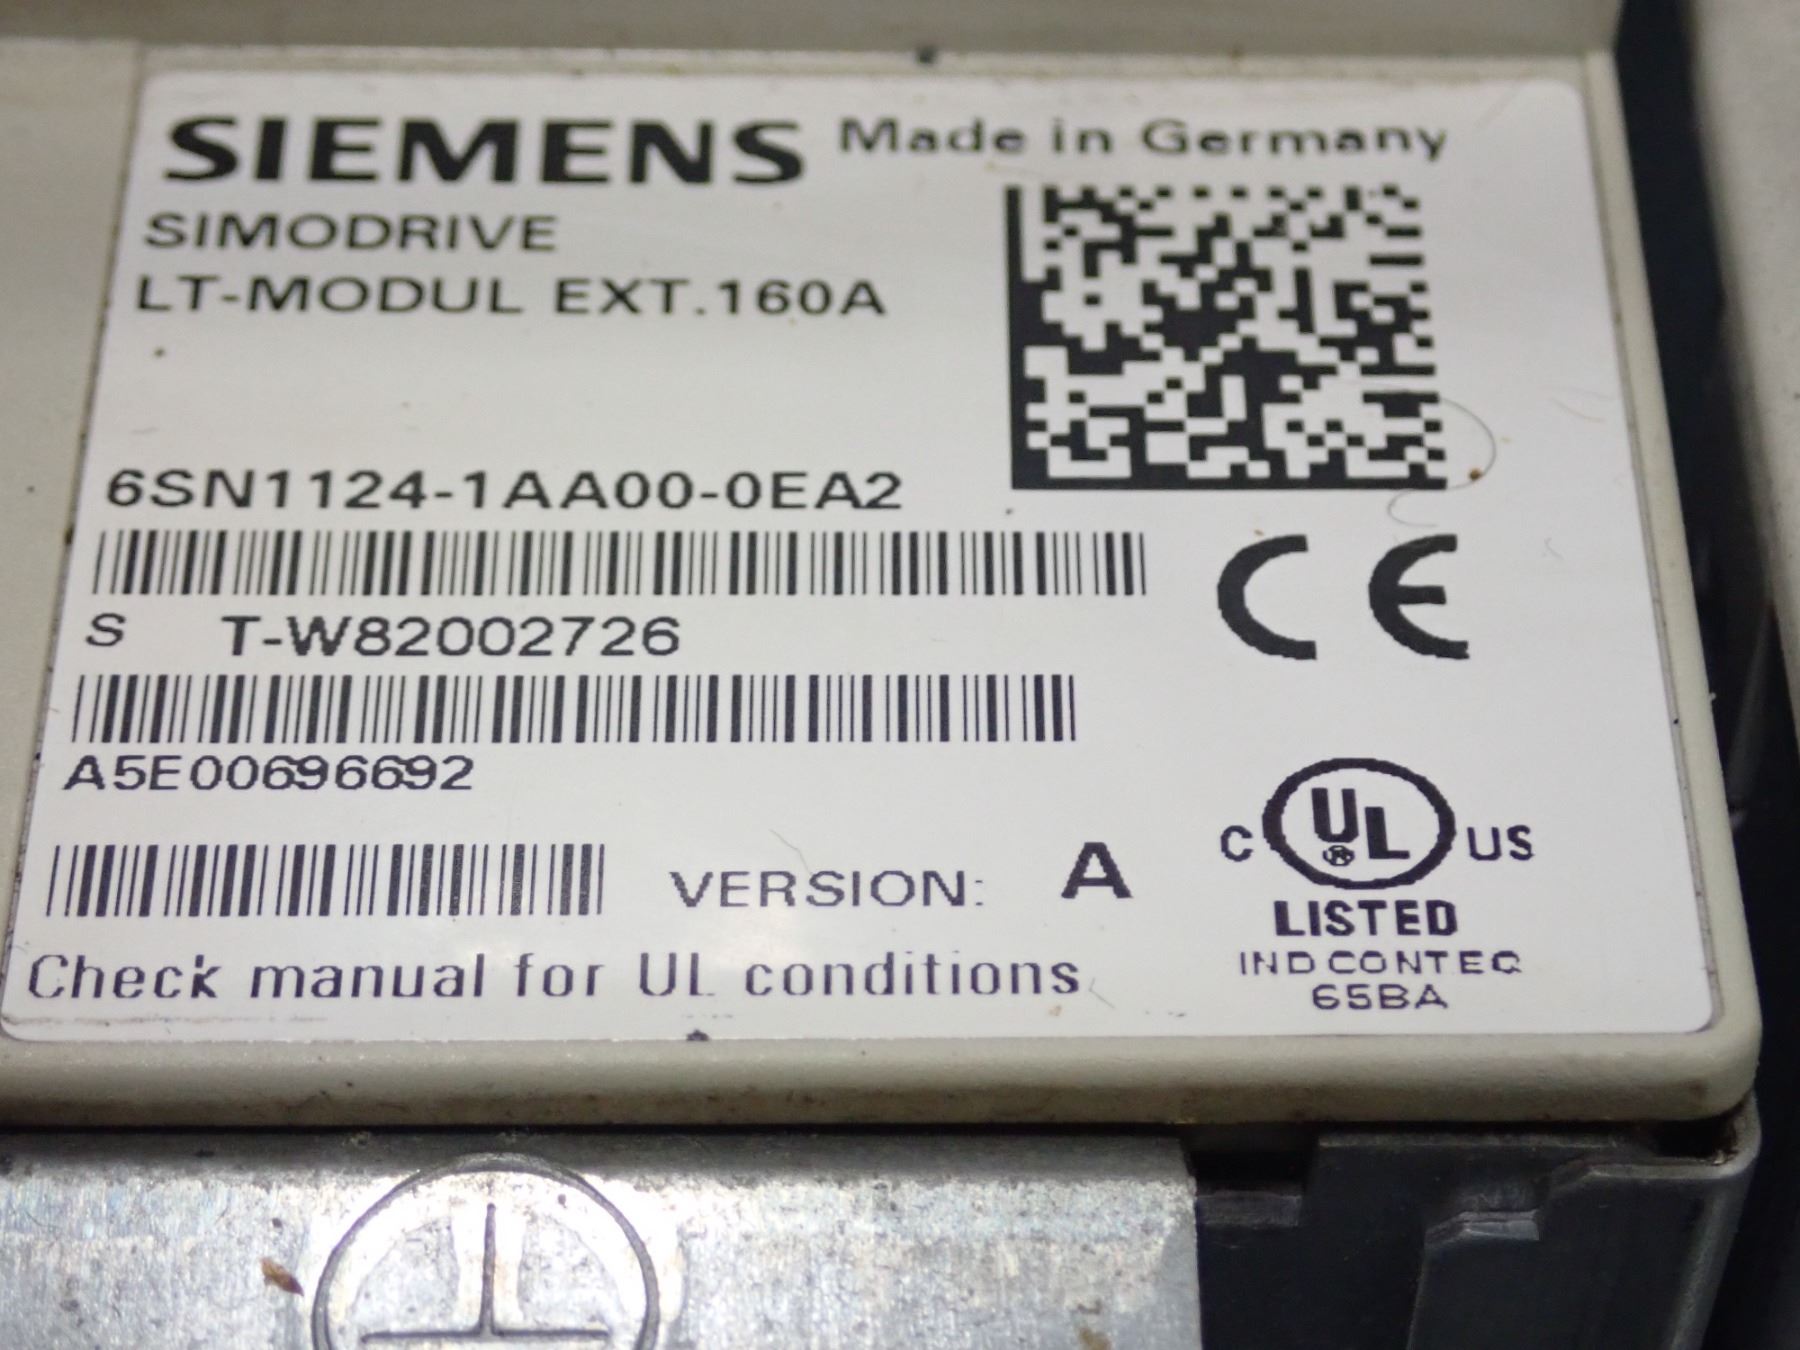 SIEMENS Made in Germany
SIMODRIVE
LT-MODUL EXT.160A
6SN1124-1AA00-0EA2
S T-W82002726
A5E00696692
VERSION: A
Check manual for UL conditions
CE
C UL ® US
LISTED
IND CONT EQ
65BA